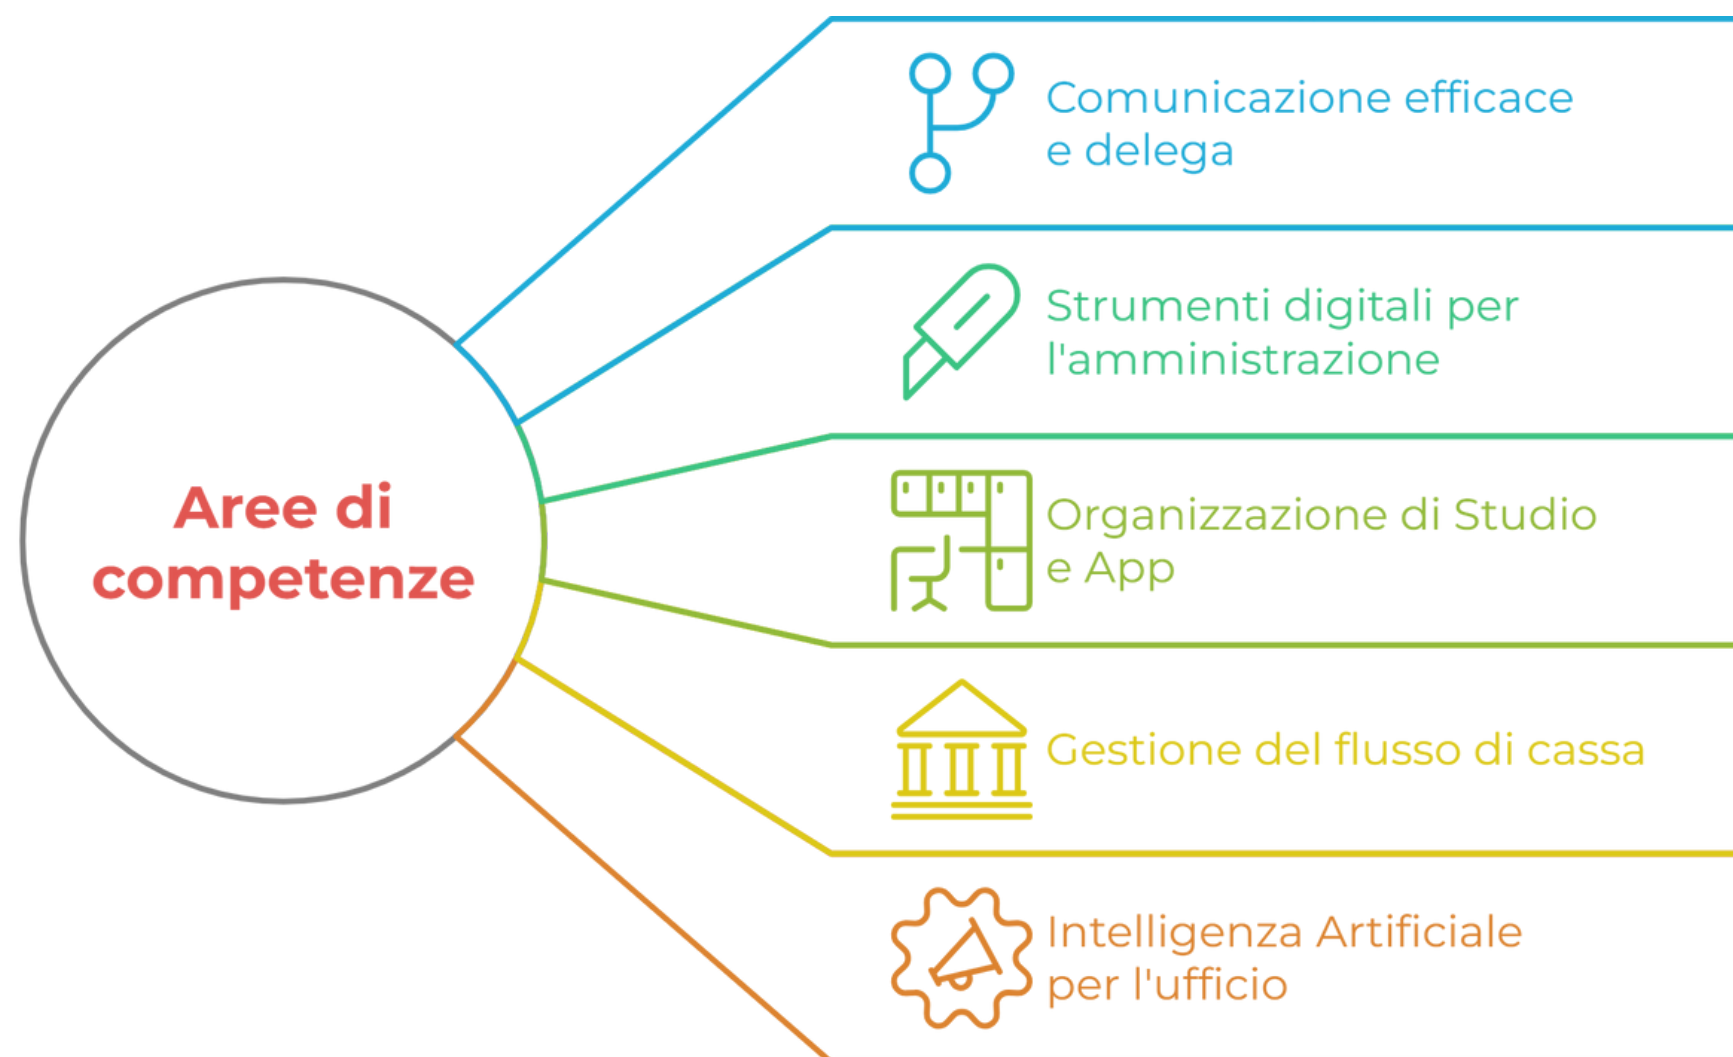 Aree di
competenze
Comunicazione efficace
e delega
Strumenti digitali per
l'amministrazione
Organizzazione di Studio
e App
Gestione del flusso di cassa
Intelligenza Artificiale
per l'ufficio